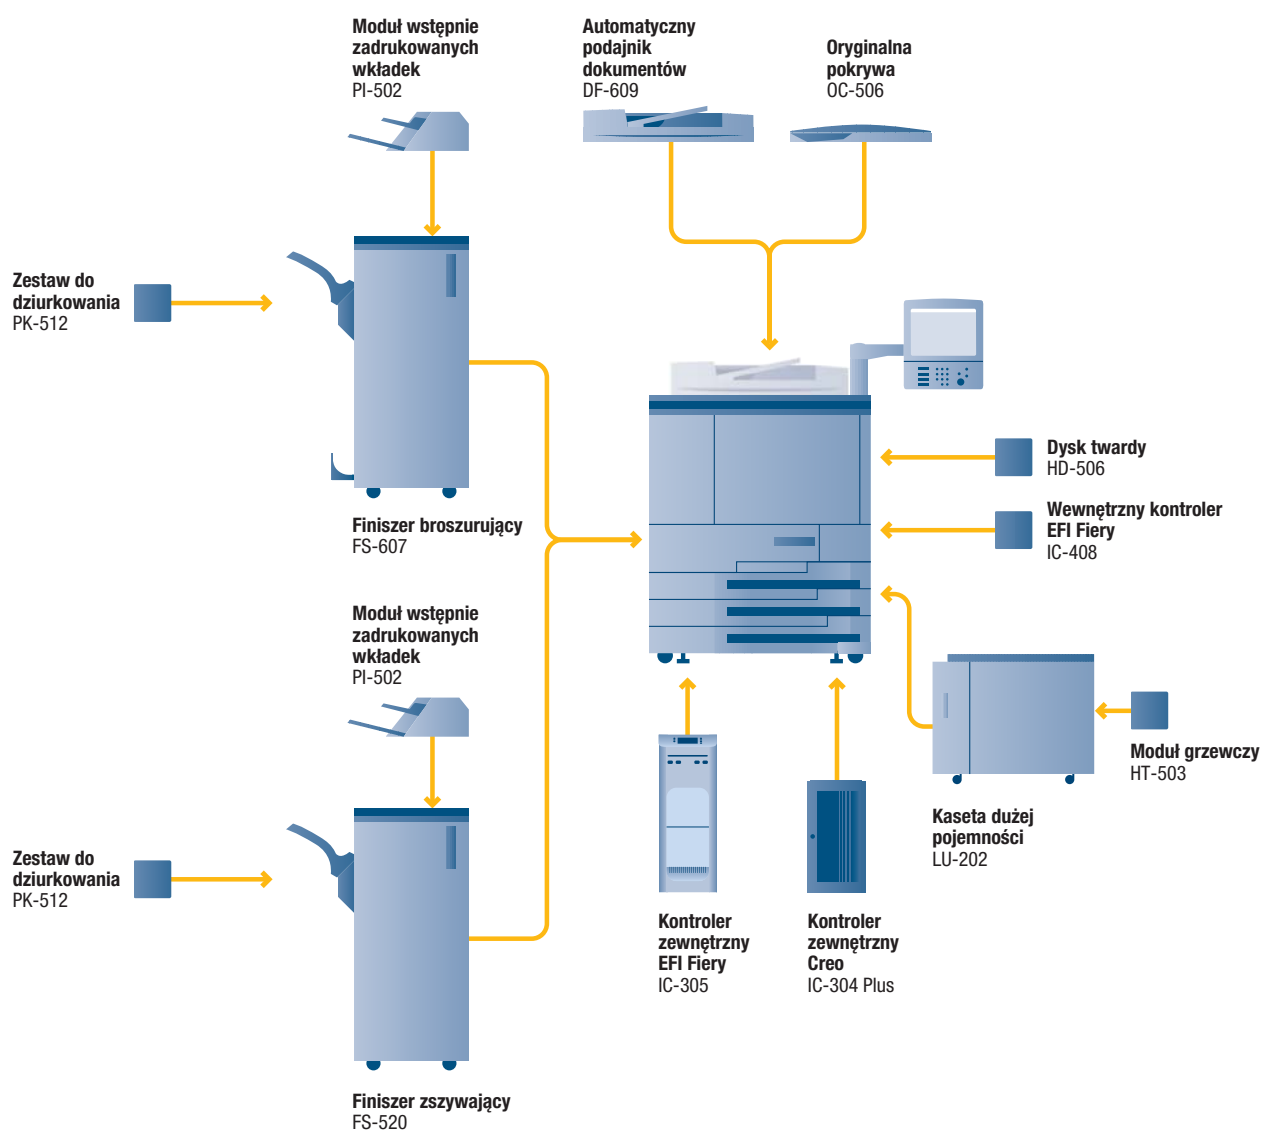 Moduł wstępnie
zadrukowanych
wkładek
PI-502
Automatyczny
podajnik
dokumentów
DF-609
Oryginalna
pokrywa
OC-506
Zestaw do
dziurkowania
PK-512
Dysk twardy
HD-506
Wewnętrzny kontroler
EFI Fiery
IC-408
Finiszer broszurujący
FS-607
Moduł wstępnie
zadrukowanych
wkładek
PI-502
Moduł grzewczy
HT-503
Kaseta dużej
pojemności
LU-202
Zestaw do
dziurkowania
PK-512
Kontroler
zewnętrzny
EFI Fiery
IC-305
Kontroler
zewnętrzny
Creo
IC-304 Plus
Finiszer zszywający
FS-520